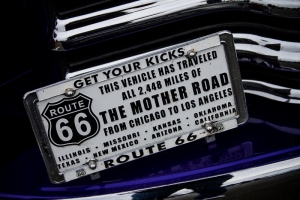 GET YOUR KICKS
THIS VEHICLE HAS TRAVELED
ALL 2,448 MILES OF
THE MOTHER ROAD
FROM CHICAGO TO LOS ANGELES
ROUTE
66
ILLINOIS • MISSOURI • KANSAS • OKLAHOMA,
TEXAS • NEW MEXICO • ARIZONA • CALIFORNIA
ROUTE 66